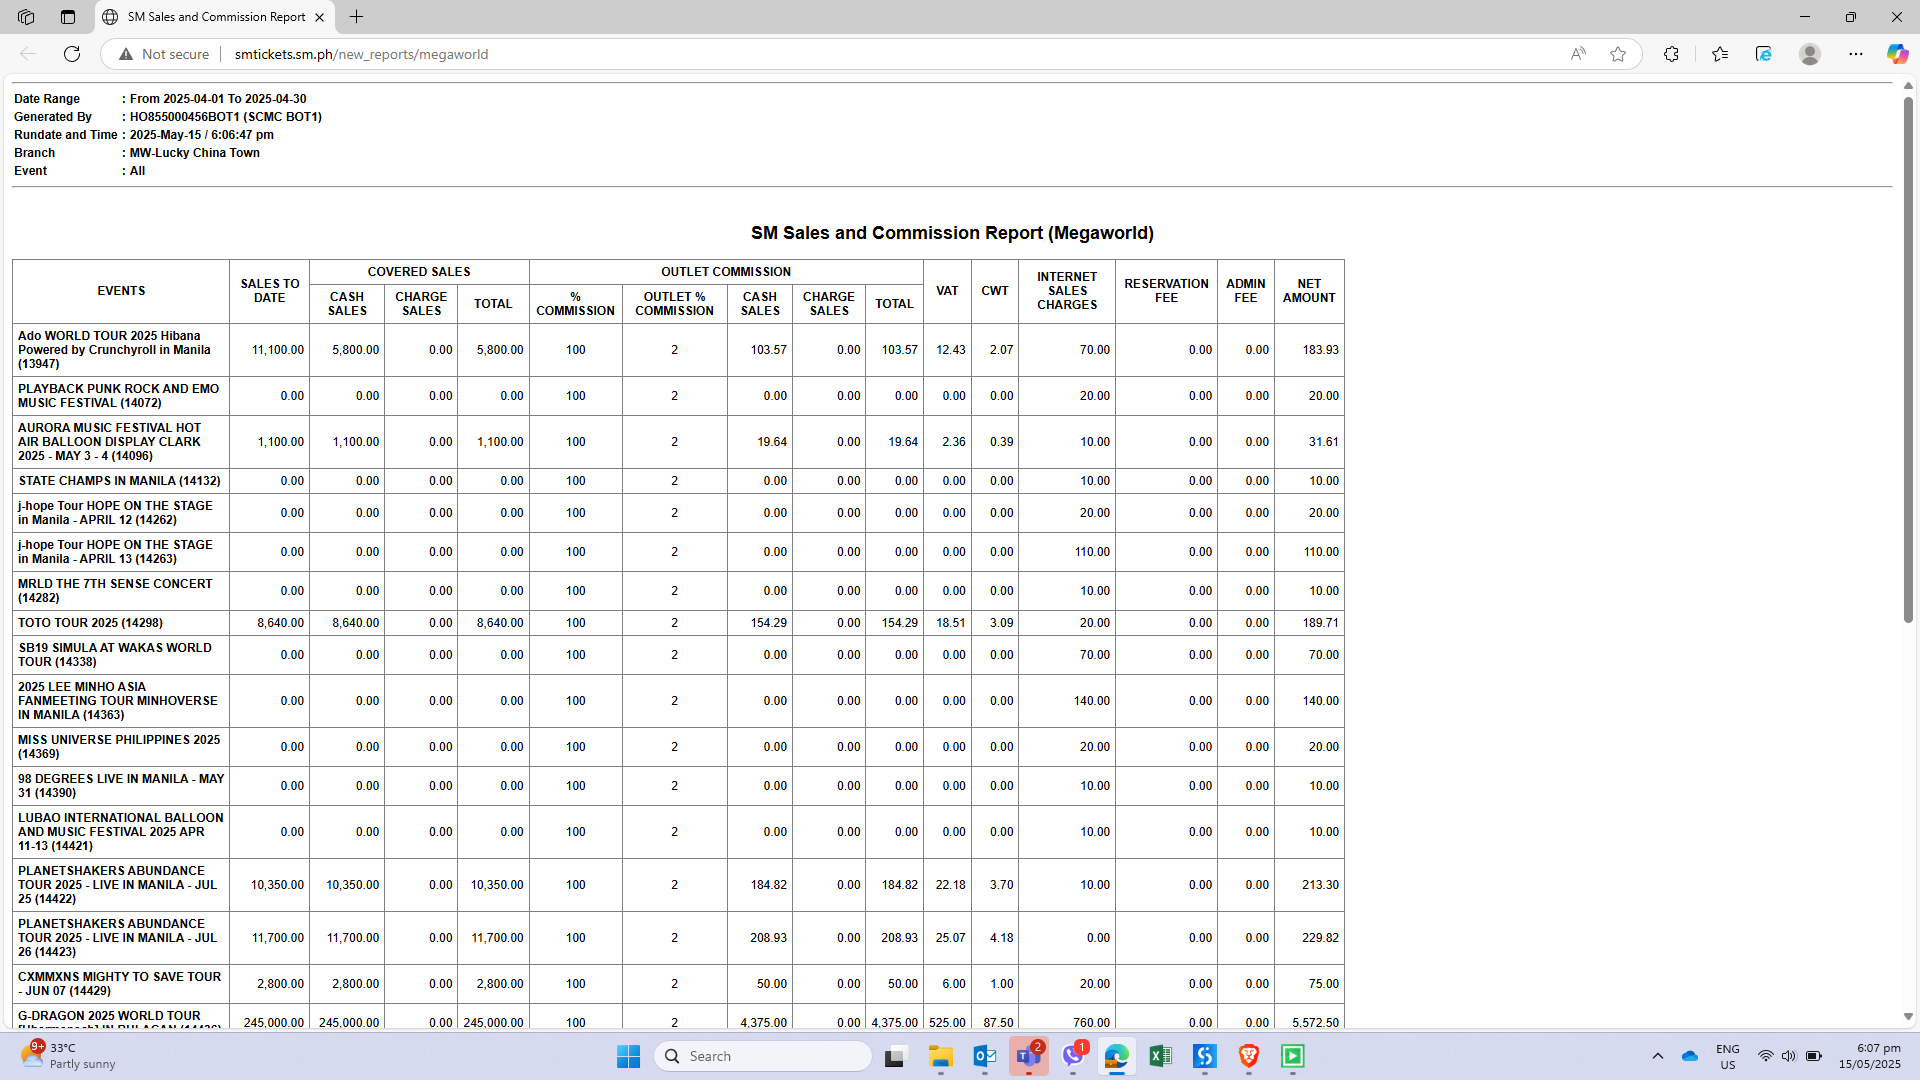 SM Sales and Commission Report
Not secure
smtickets.sm.ph/new_reports/megaworld
Date Range : From 2025-04-01 To 2025-04-30
Generated By : HO855000456BOT1 (SCMC BOT1)
Rundate and Time : 2025-May-15 / 6:06:47 pm
Branch : MW-Lucky China Town
Event : All
SM Sales and Commission Report (Megaworld)
EVENTS SALES TO DATE COVERED SALES OUTLET COMMISSION VAT CWT INTERNET SALES CHARGES RESERVATION FEE ADMIN FEE NET AMOUNT
CASH SALES CHARGE SALES TOTAL % COMMISSION OUTLET % COMMISSION CASH SALES CHARGE SALES TOTAL
Ado WORLD TOUR 2025 Hibana
Powered by Crunchyroll in Manila
(13947) 11,100.00 5,800.00 0.00 5,800.00 100 2 103.57 0.00 103.57 12.43 2.07 70.00 0.00 0.00 183.93
PLAYBACK PUNK ROCK AND EMO
MUSIC FESTIVAL (14072) 0.00 0.00 0.00 0.00 100 2 0.00 0.00 0.00 0.00 0.00 20.00 0.00 0.00 20.00
AURORA MUSIC FESTIVAL HOT
AIR BALLOON DISPLAY CLARK
2025 - MAY 3 - 4 (14096) 1,100.00 1,100.00 0.00 1,100.00 100 2 19.64 0.00 19.64 2.36 0.39 10.00 0.00 0.00 31.61
STATE CHAMPS IN MANILA (14132) 0.00 0.00 0.00 0.00 100 2 0.00 0.00 0.00 0.00 0.00 10.00 0.00 0.00 10.00
j-hope Tour HOPE ON THE STAGE
in Manila - APRIL 12 (14262) 0.00 0.00 0.00 0.00 100 2 0.00 0.00 0.00 0.00 0.00 20.00 0.00 0.00 20.00
j-hope Tour HOPE ON THE STAGE
in Manila - APRIL 13 (14263) 0.00 0.00 0.00 0.00 100 2 0.00 0.00 0.00 0.00 0.00 110.00 0.00 0.00 110.00
MRLD THE 7TH SENSE CONCERT
(14282) 0.00 0.00 0.00 0.00 100 2 0.00 0.00 0.00 0.00 0.00 10.00 0.00 0.00 10.00
TOTO TOUR 2025 (14298) 8,640.00 8,640.00 0.00 8,640.00 100 2 154.29 0.00 154.29 18.51 3.09 20.00 0.00 0.00 189.71
SB19 SIMULA AT WAKAS WORLD
TOUR (14338) 0.00 0.00 0.00 0.00 100 2 0.00 0.00 0.00 0.00 0.00 70.00 0.00 0.00 70.00
2025 LEE MINHO ASIA
FANMEETING TOUR MINHOVERSE
IN MANILA (14363) 0.00 0.00 0.00 0.00 100 2 0.00 0.00 0.00 0.00 0.00 140.00 0.00 0.00 140.00
MISS UNIVERSE PHILIPPINES 2025
(14369) 0.00 0.00 0.00 0.00 100 2 0.00 0.00 0.00 0.00 0.00 20.00 0.00 0.00 20.00
98 DEGREES LIVE IN MANILA - MAY
31 (14390) 0.00 0.00 0.00 0.00 100 2 0.00 0.00 0.00 0.00 0.00 10.00 0.00 0.00 10.00
LUBAO INTERNATIONAL BALLOON
AND MUSIC FESTIVAL 2025 APR
11-13 (14421) 0.00 0.00 0.00 0.00 100 2 0.00 0.00 0.00 0.00 0.00 10.00 0.00 0.00 10.00
PLANETSHAKERS ABUNDANCE
TOUR 2025 - LIVE IN MANILA - JUL
25 (14422) 10,350.00 10,350.00 0.00 10,350.00 100 2 184.82 0.00 184.82 22.18 3.70 10.00 0.00 0.00 213.30
PLANETSHAKERS ABUNDANCE
TOUR 2025 - LIVE IN MANILA - JUL
26 (14423) 11,700.00 11,700.00 0.00 11,700.00 100 2 208.93 0.00 208.93 25.07 4.18 0.00 0.00 0.00 229.82
CXMMXNS MIGHTY TO SAVE TOUR
- JUN 07 (14429) 2,800.00 2,800.00 0.00 2,800.00 100 2 50.00 0.00 50.00 6.00 1.00 20.00 0.00 0.00 75.00
G-DRAGON 2025 WORLD TOUR
245,000.00 245,000.00 0.00 245,000.00 100 2 4,375.00 0.00 4,375.00 525.00 87.50 760.00 0.00 0.00 5,572.50
9+
33°C
Partly sunny
Search
2
1
ENG
US
6:07 pm
15/05/2025